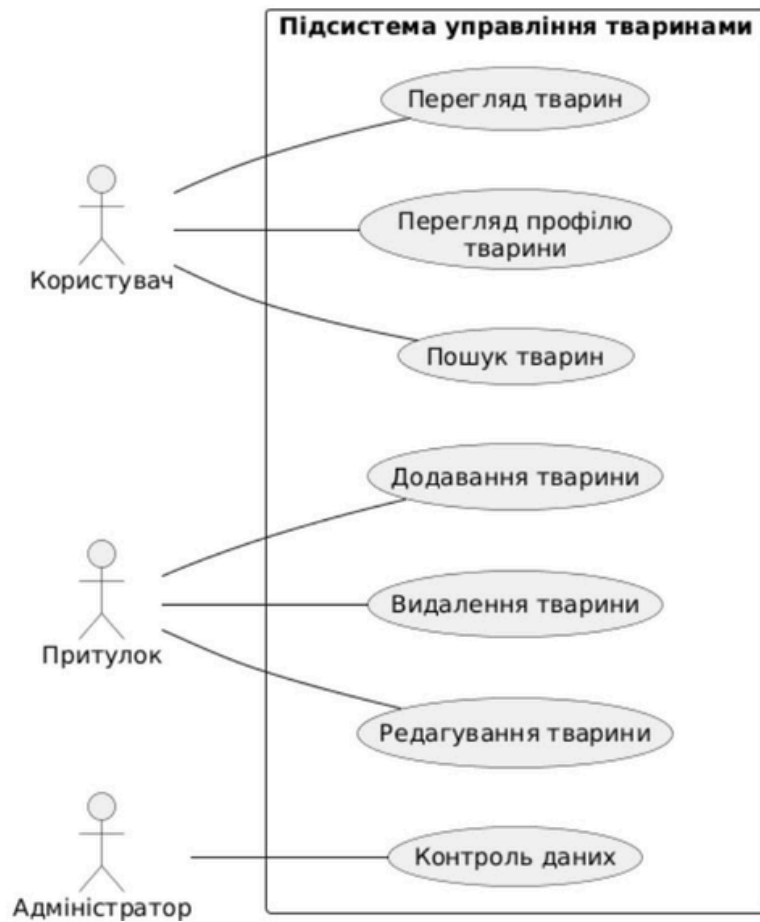 Підсистема управління тваринами
Перегляд тварин
Перегляд профілю
тварини
Користувач
Пошук тварин
Додавання тварини
Видалення тварини
Притулок
Редагування тварини
Контроль даних
Адміністратор